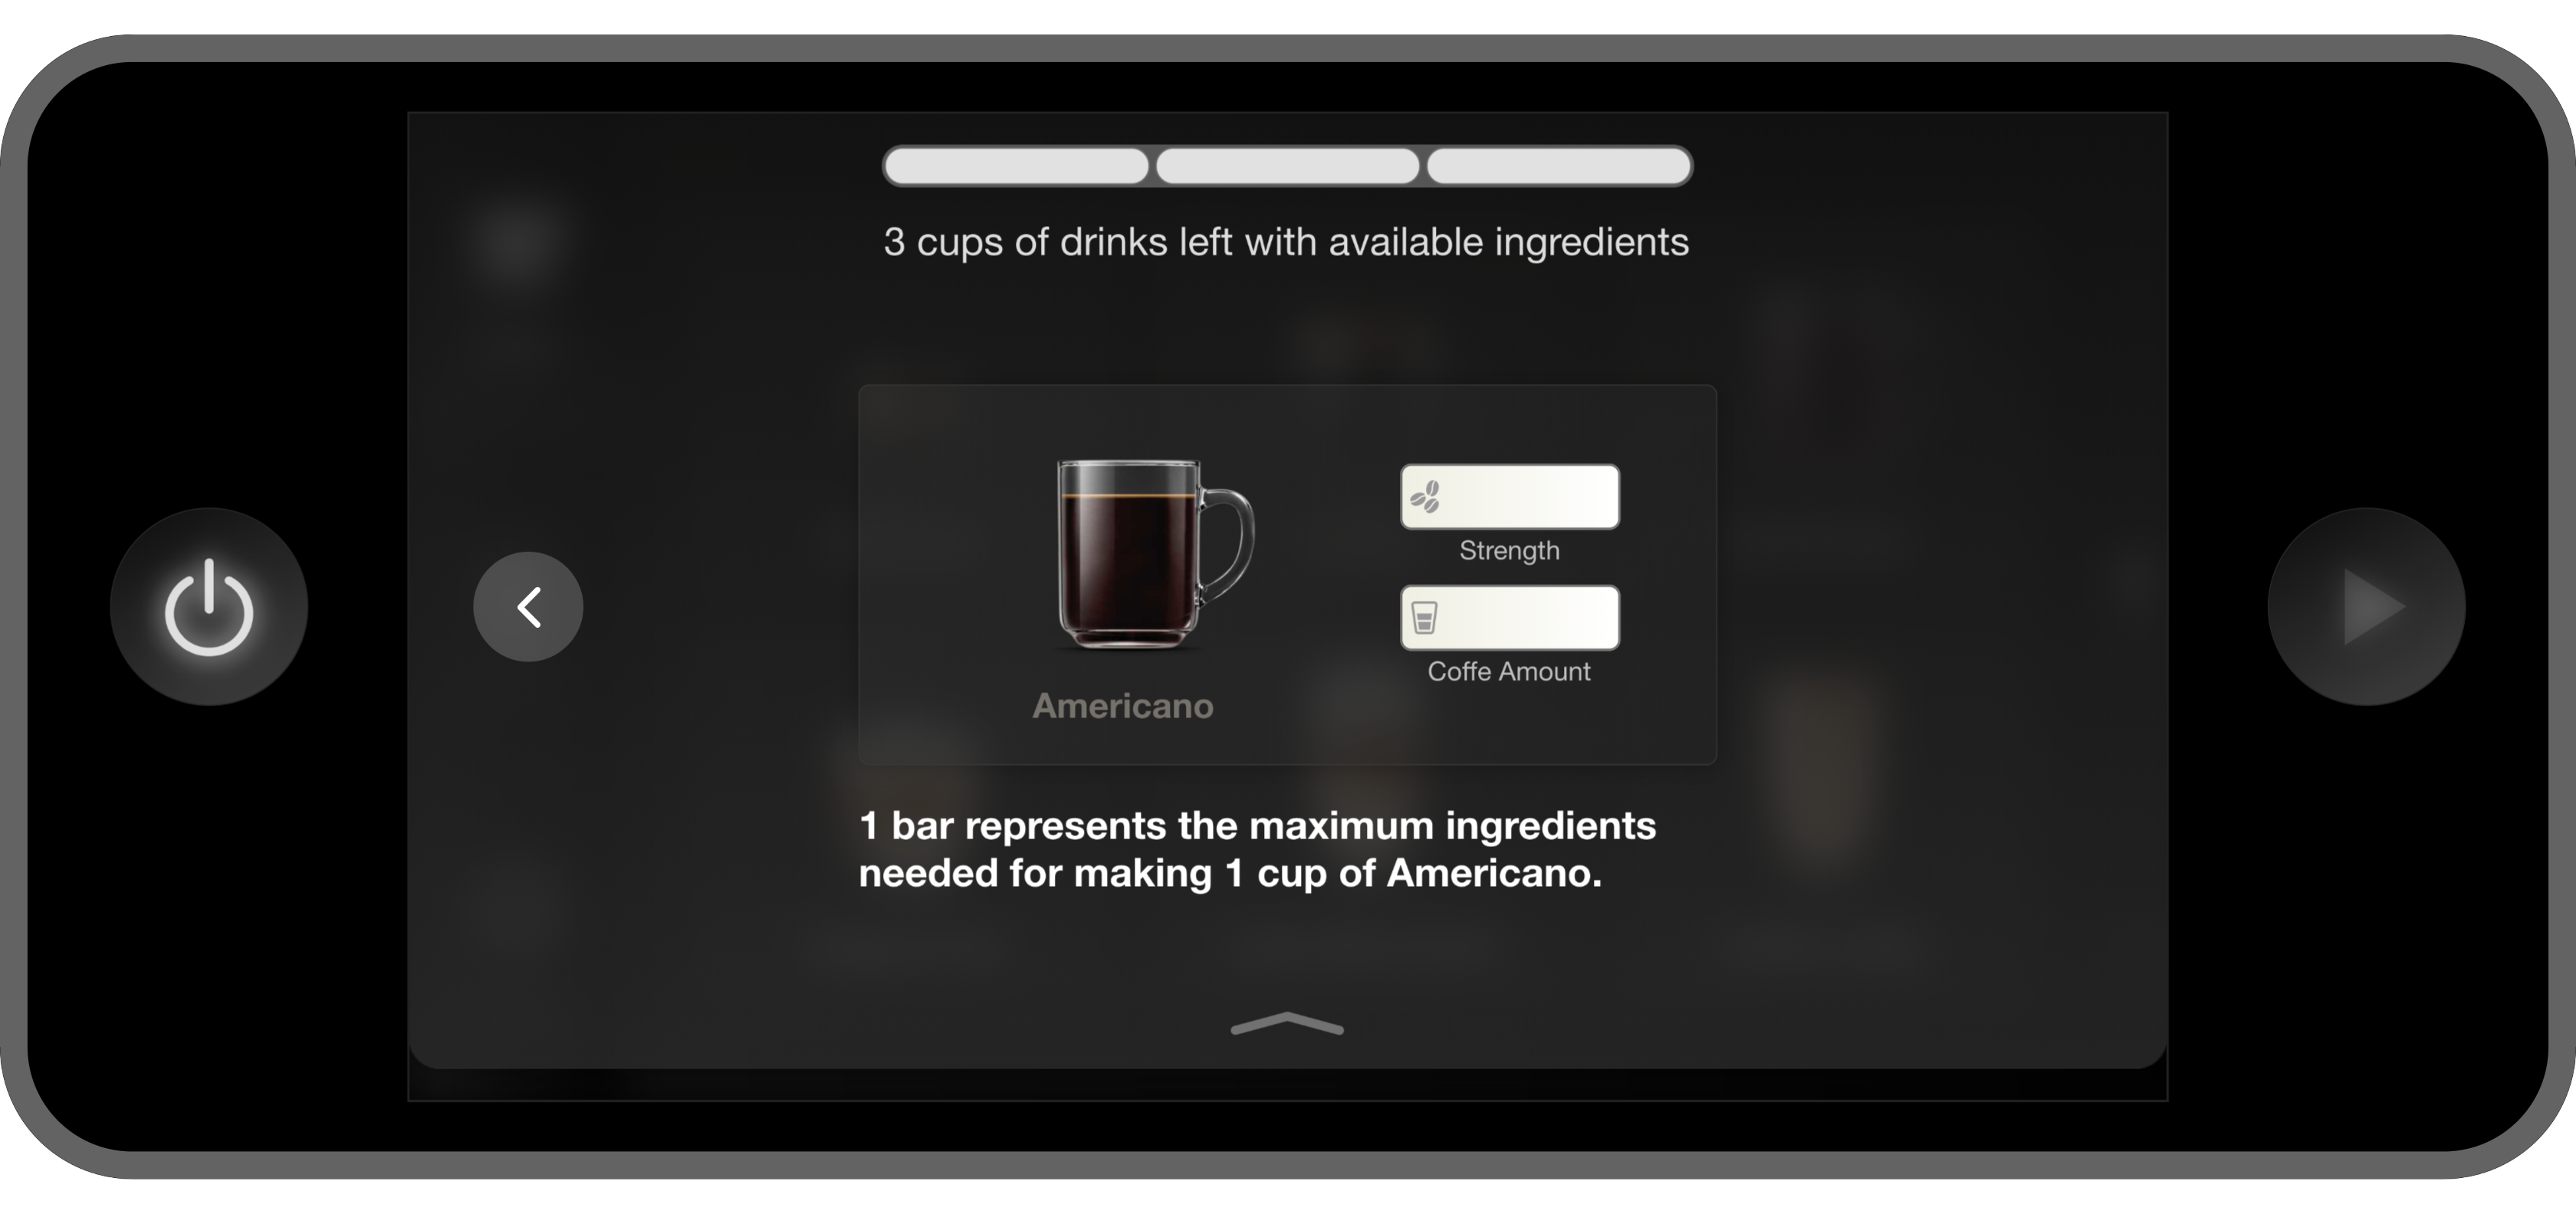 3 cups of drinks left with available ingredients
Strength
Coffe Amount
Americano
1 bar represents the maximum ingredients
needed for making 1 cup of Americano.